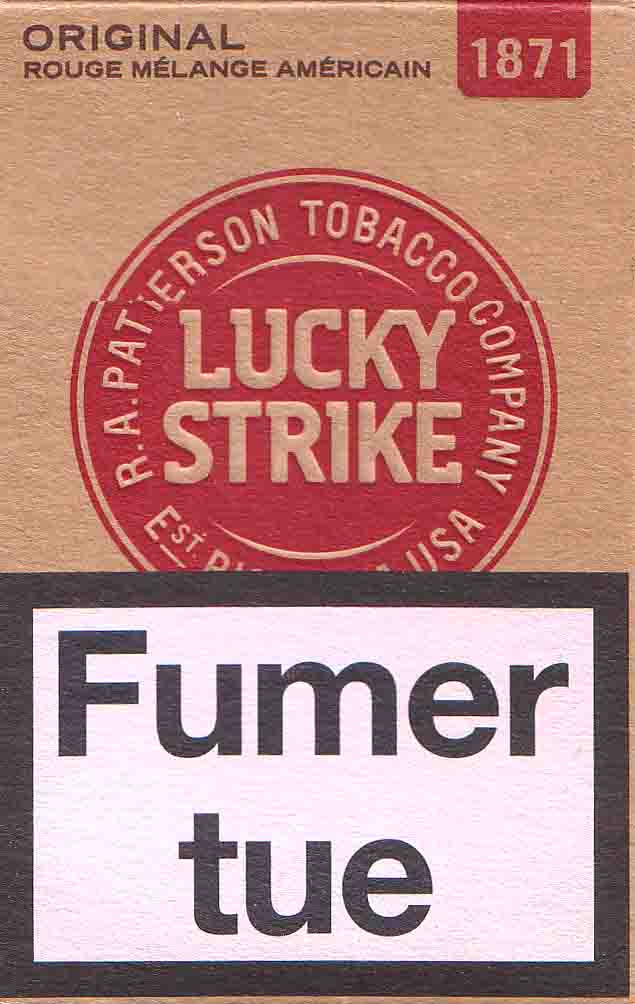 ORIGINAL
ROUGE MÉLANGE AMÉRICAIN
1871
R.A.PATTERSON TOBACCO COMPANY
LUCKY
STRIKE
EST.
USA
Fumer
tue